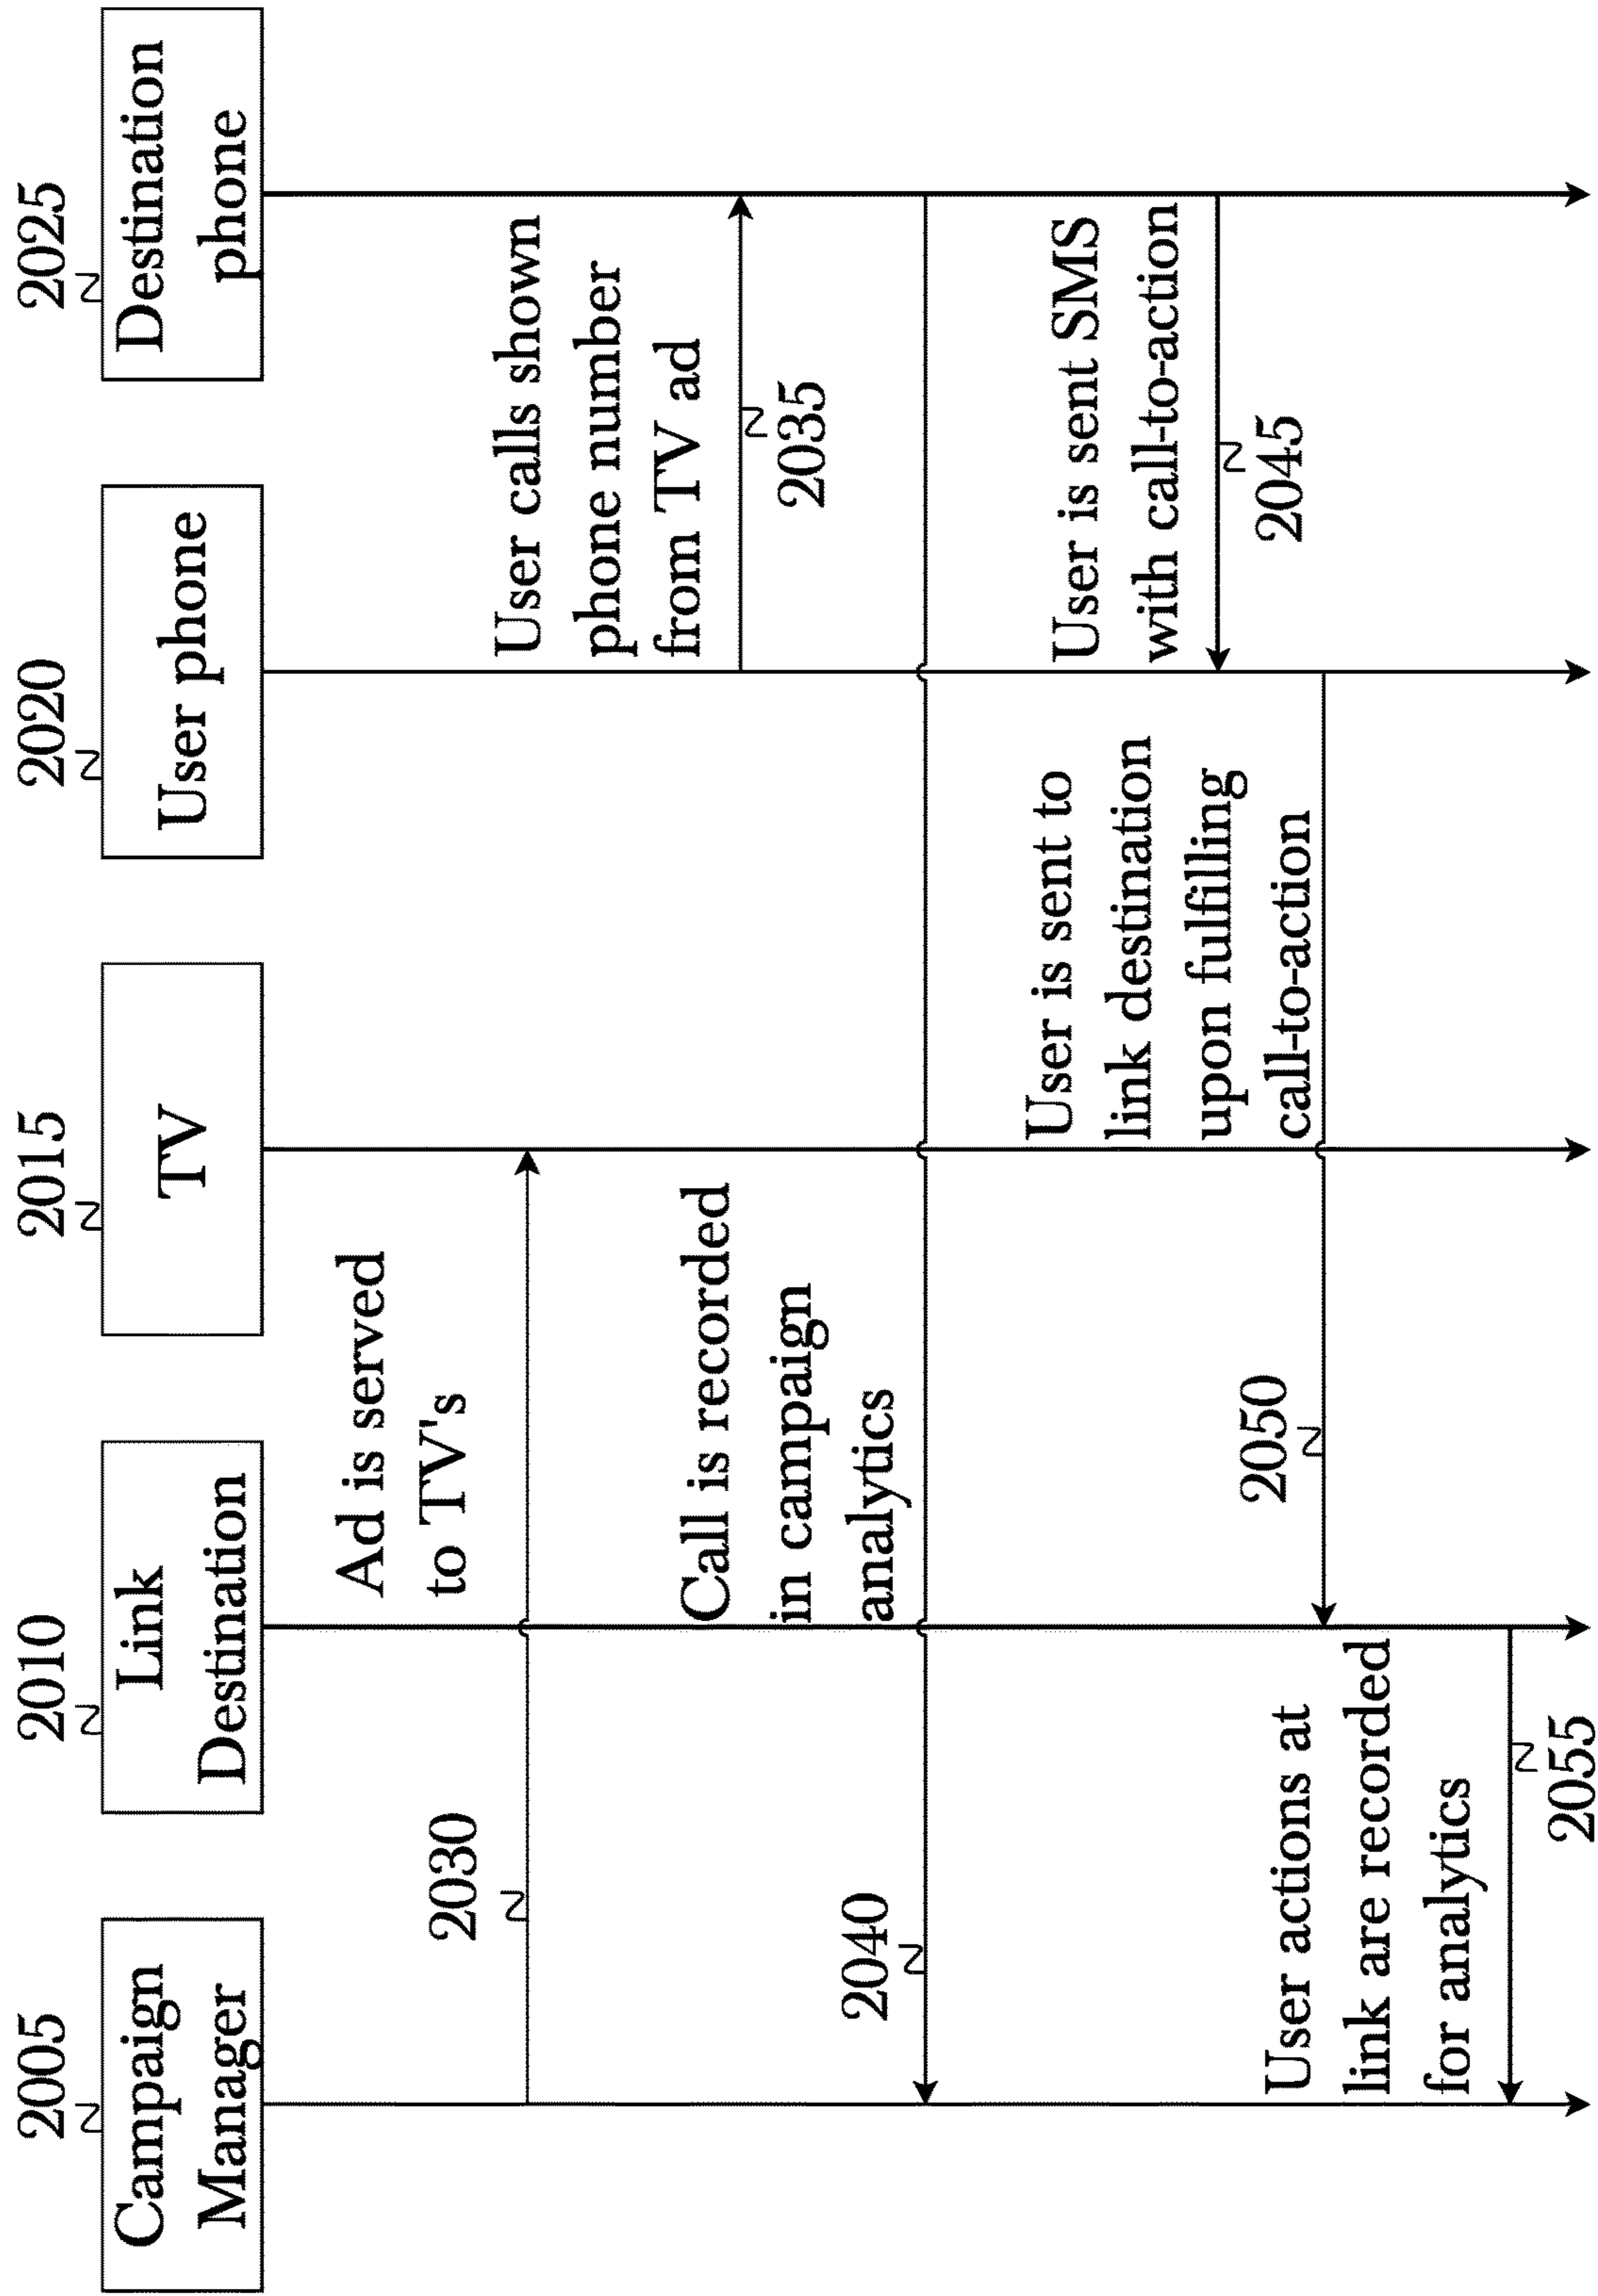 2005
Campaign
Manager
2010
Link
Destination
2015
TV
2020
User phone
2025
Destination
phone
Ad is served
to TV's
2030
User calls shown
phone number
from TV ad
2035
Call is recorded
in campaign
analytics
2040
User is sent SMS
with call-to-action
2045
User is sent to
link destination
upon fulfilling
call-to-action
2050
User actions at
link are recorded
for analytics
2055